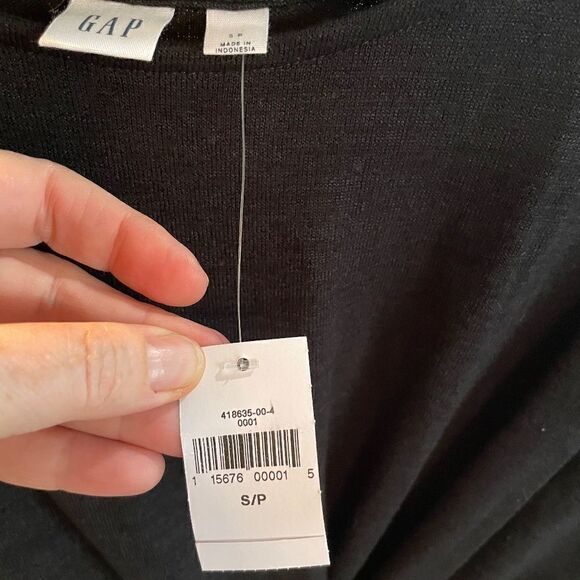 GAP
S P
MADE IN
INDONESIA
418635-00-4
0001
1 15676 00001 5
S/P